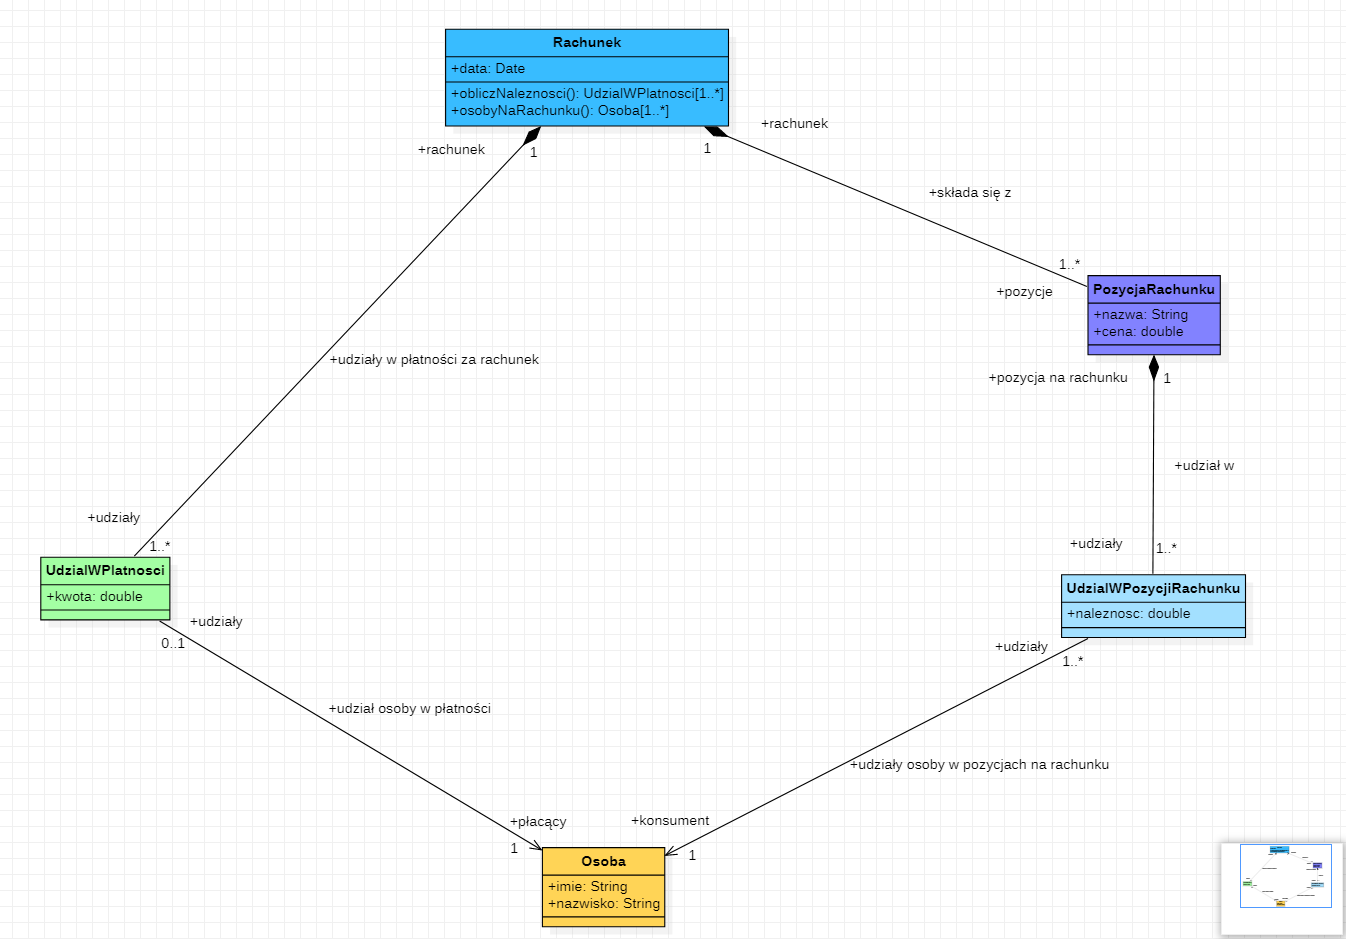 Rachunek
+data: Date
+obliczNaleznosci(): UdzialWPlatnosci[1..*]
+osobyNaRachunku(): Osoba[1..*]
+rachunek
1
+rachunek
1
+składa się z
1..*
+pozycje
PozycjaRachunku
+nazwa: String
+cena: double
+udziały w płatności za rachunek
+pozycja na rachunku
1
+udział w
+udziały
1..*
+udziały
1..*
UdzialWPlatnosci
+kwota: double
UdzialWPozycjiRachunku
+naleznosc: double
+udziały
0..1
+udziały
1..*
+udział osoby w płatności
+udziały osoby w pozycjach na rachunku
+płacący
1
+konsument
1
Osoba
+imie: String
+nazwisko: String